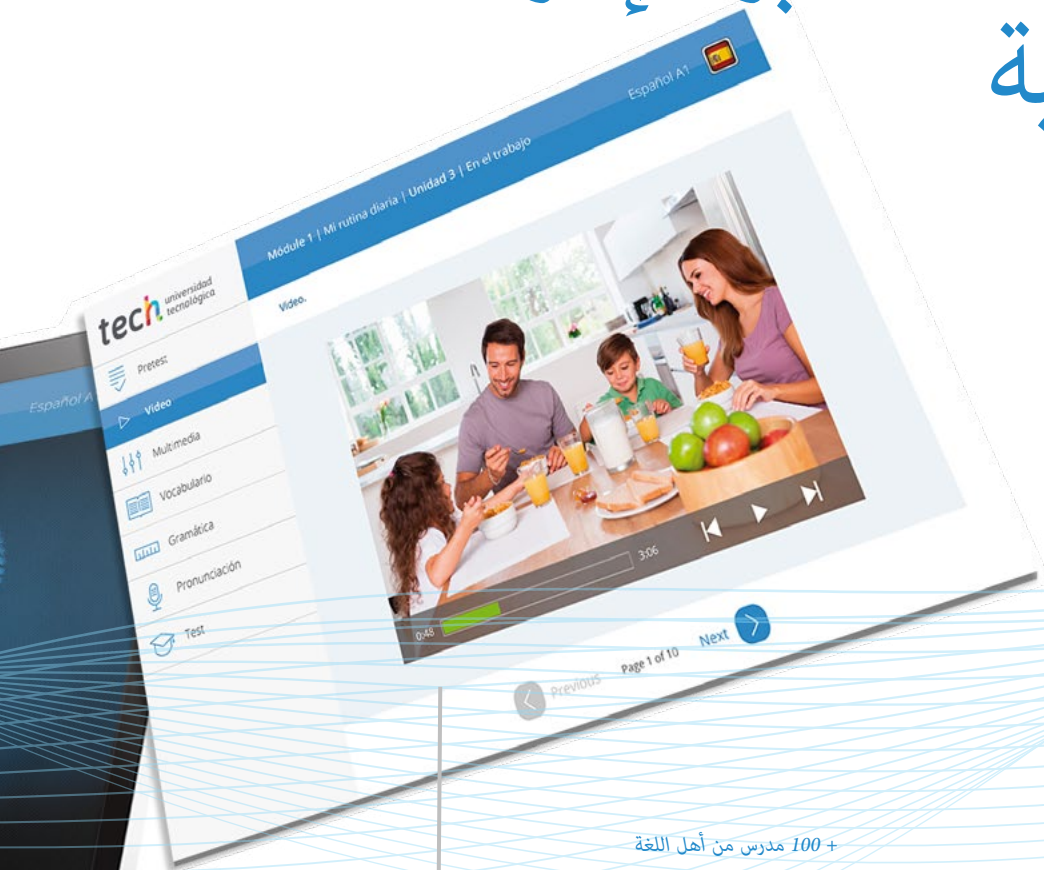 Español A1
Módule 1 | Mi rutina diaria | Unidad 3 | En el trabajo
tech universidad
tecnológica
Pretest
Video
Multimedia
Vocabulario
Gramática
Pronunciación
Test
Video.
0:48
3:06
Previous
Page 1 of 10
Next
Español A
+ 100 مدرس من أهل اللغة